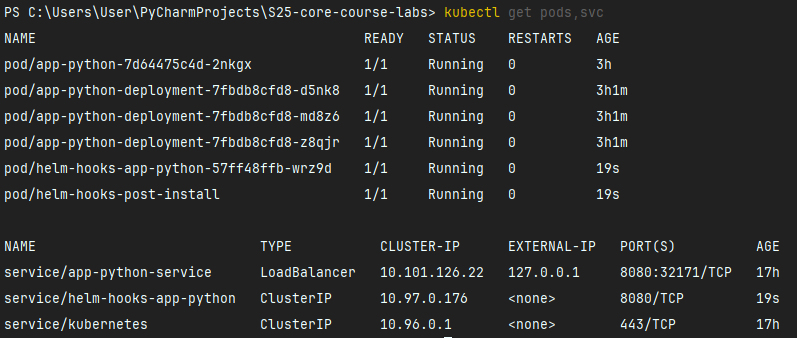 PS C:\Users\User\PyCharmProjects\S25-core-course-labs> kubectl get pods,svc
NAME READY STATUS RESTARTS AGE
pod/app-python-7d64475c4d-2nkgx 1/1 Running 0 3h
pod/app-python-deployment-7fbdb8cfd8-d5nk8 1/1 Running 0 3h1m
pod/app-python-deployment-7fbdb8cfd8-md8z6 1/1 Running 0 3h1m
pod/app-python-deployment-7fbdb8cfd8-z8qjr 1/1 Running 0 3h1m
pod/helm-hooks-app-python-57ff48ffb-wrz9d 1/1 Running 0 19s
pod/helm-hooks-post-install 1/1 Running 0 19s
NAME TYPE CLUSTER-IP EXTERNAL-IP PORT(S) AGE
service/app-python-service LoadBalancer 10.101.126.22 127.0.0.1 8080:32171/TCP 17h
service/helm-hooks-app-python ClusterIP 10.97.0.176 <none> 8080/TCP 19s
service/kubernetes ClusterIP 10.96.0.1 <none> 443/TCP 17h